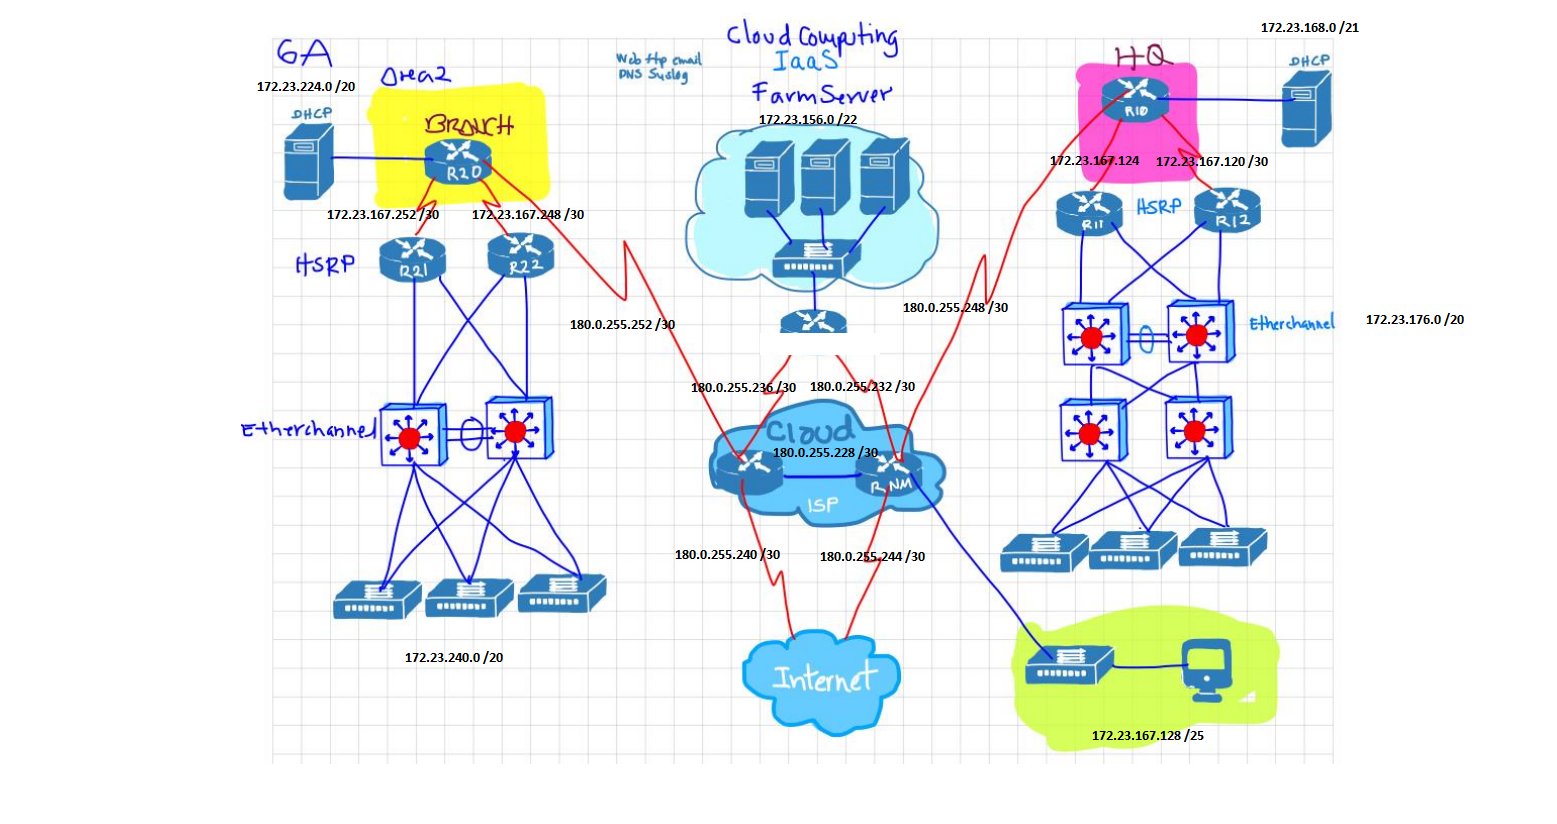 6A
172.23.224.0 /20
Area2
DHCP
BRANCH
R20
172.23.167.252 /30
172.23.167.248 /30
HSRP
R21
R22
Etherchannel
172.23.240.0 /20
Web Http email
DNS Syslog
Cloud Computing
IaaS
Farm Server
172.23.156.0 /22
180.0.255.252 /30
180.0.255.248 /30
180.0.255.236 /30
180.0.255.232 /30
Cloud
180.0.255.228 /30
R_NM
ISP
180.0.255.240 /30
180.0.255.244 /30
Internet
172.23.168.0 /21
HQ
DHCP
R10
172.23.167.124
172.23.167.120 /30
R11
HSRP
R12
Etherchannel
172.23.176.0 /20
172.23.167.128 /25